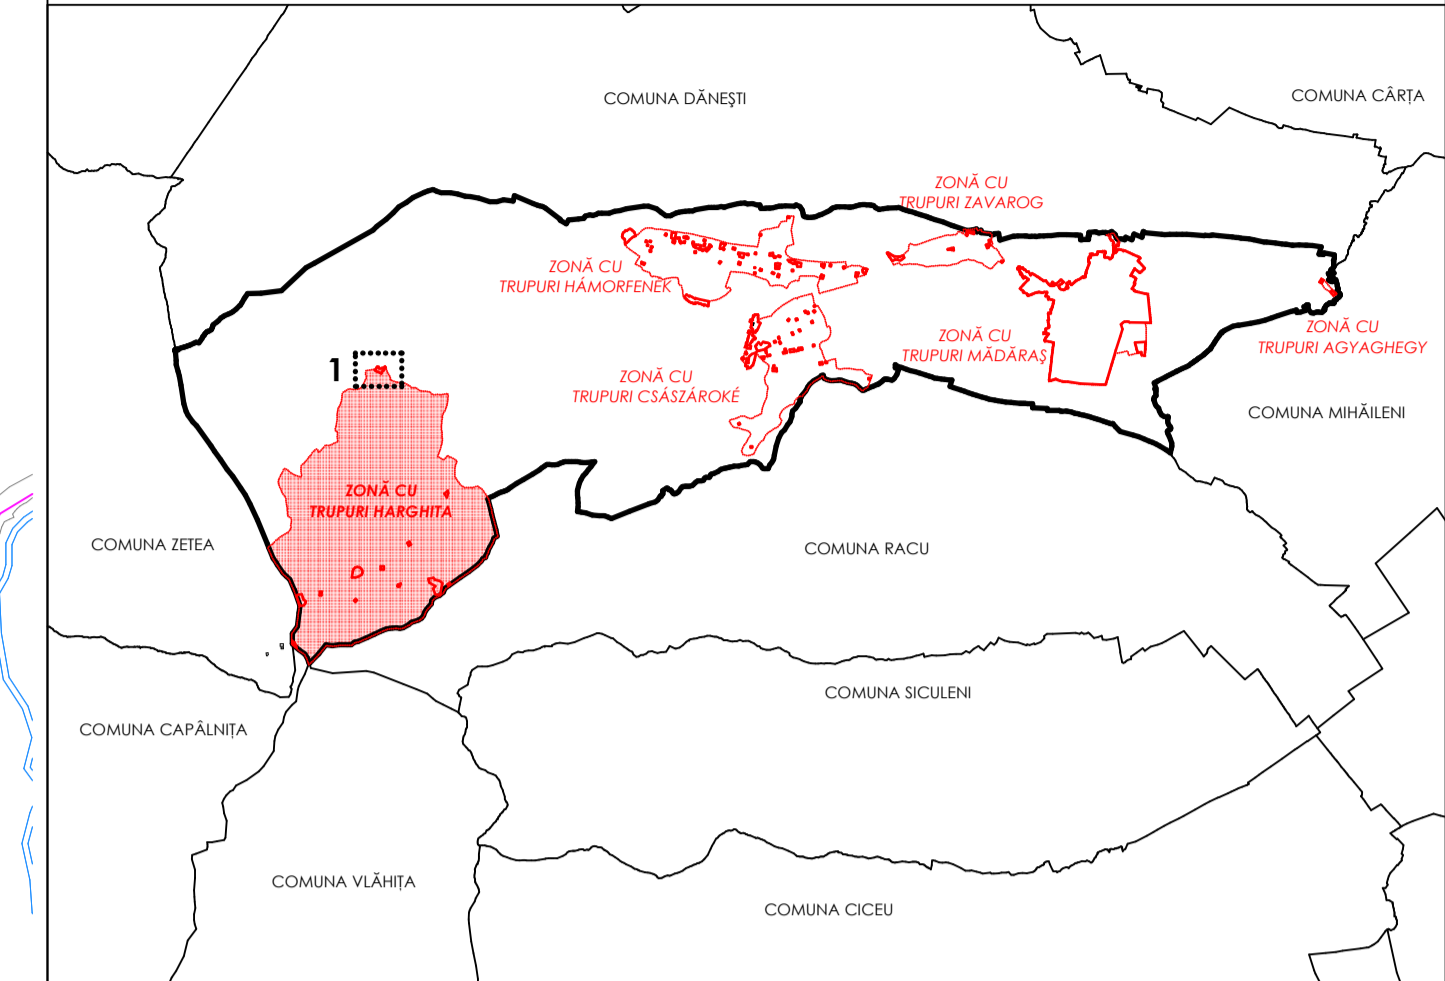 COMUNA DĂNEŞTI
COMUNA CÂRȚA
ZONĂ CU
TRUPURI ZAVAROG
ZONĂ CU
TRUPURI HÁMORFENEK
ZONĂ CU
TRUPURI MĂDĂRAŞ
ZONĂ CU
TRUPURI AGYAGHEGY
1
ZONĂ CU
TRUPURI CSÁSZÁROKÉ
COMUNA MIHĂILENI
ZONĂ CU
TRUPURI HARGHITA
COMUNA ZETEA
COMUNA RACU
COMUNA SICULENI
COMUNA CAPÂLNIȚA
COMUNA VLĂHIȚA
COMUNA CICEU